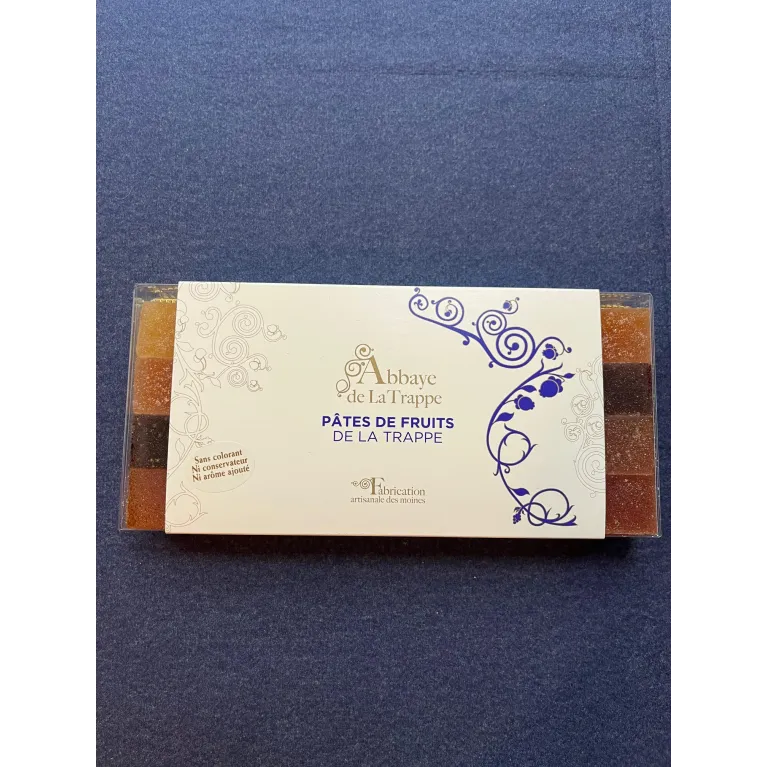 Abbaye
de La Trappe
PÂTES DE FRUITS
DE LA TRAPPE
Sans colorant
Ni conservateur
Ni arôme ajouté
Fabrication
artisanale des moines